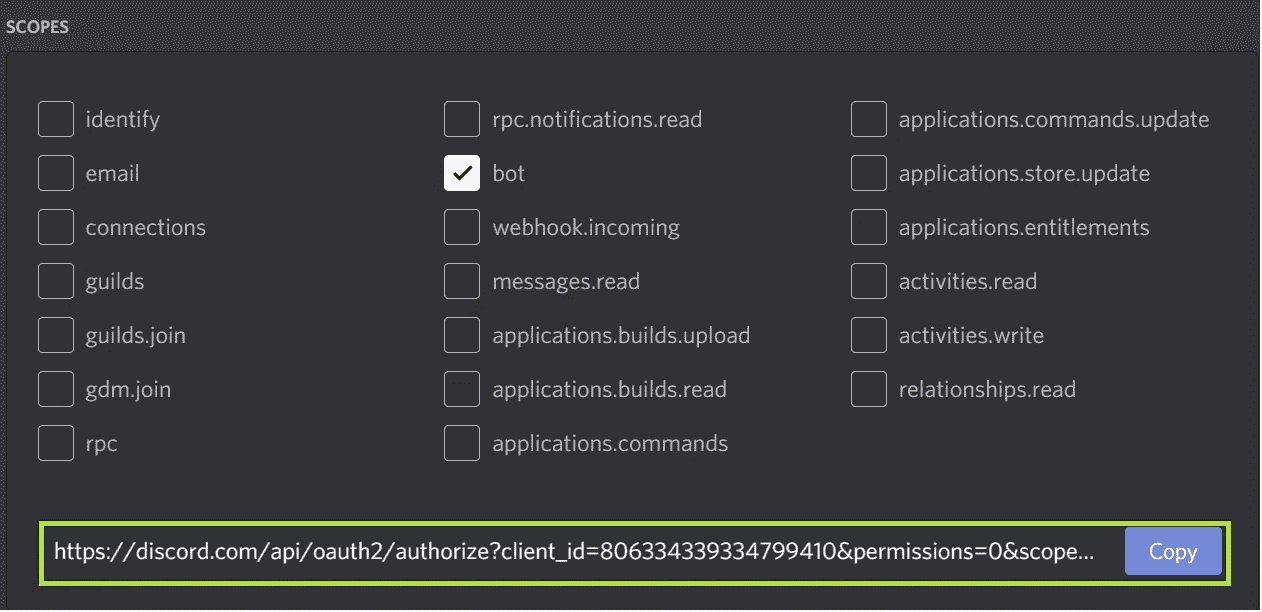 SCOPES
identify
email
connections
guilds
guilds.join
gdm.join
rpc
rpc.notifications.read
bot
webhook.incoming
messages.read
applications.builds.upload
applications.builds.read
applications.commands
applications.commands.update
applications.store.update
applications.entitlements
activities.read
activities.write
relationships.read
https://discord.com/api/oauth2/authorize?client_id=806334339334799410&permissions=0&scope...
Copy